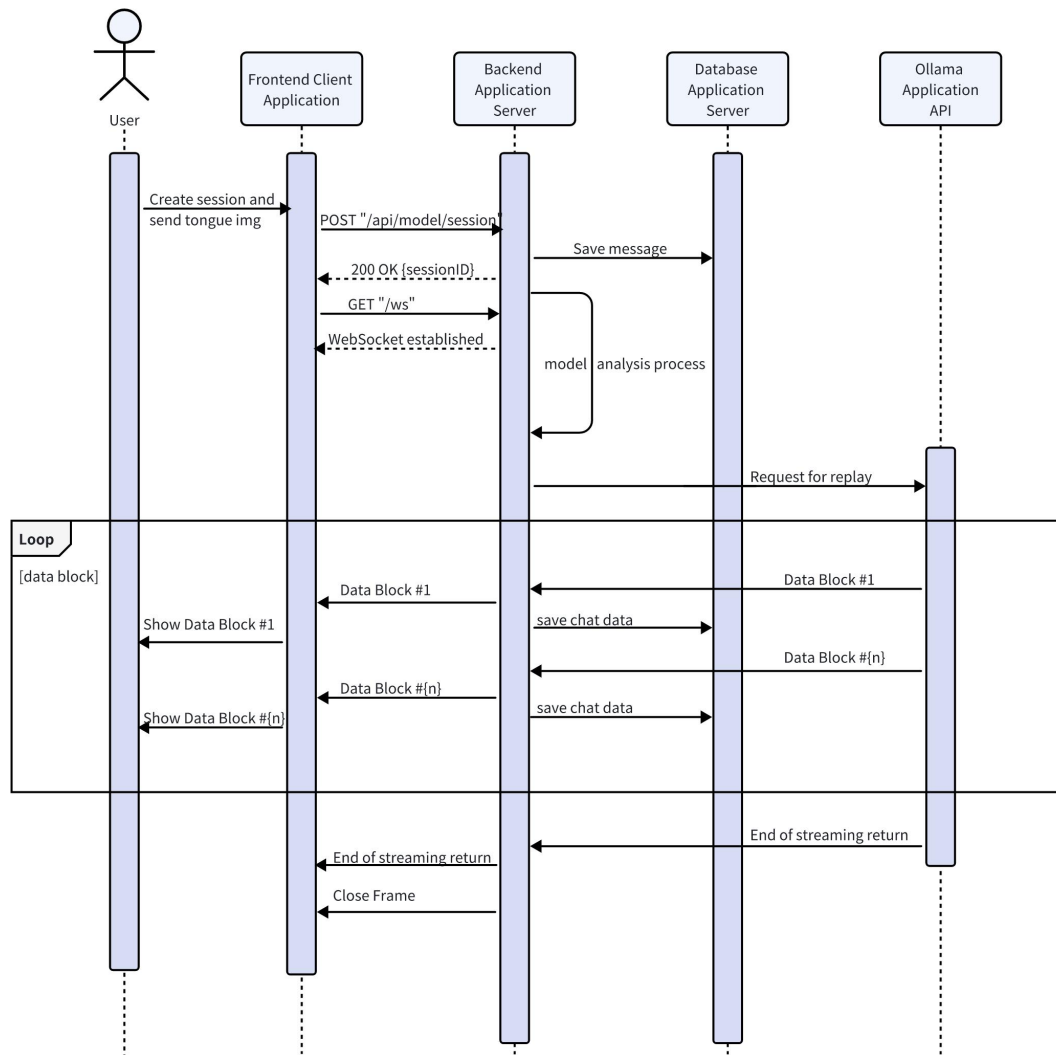 User
Frontend Client
Application
Backend
Application
Server
Database
Application
Server
Ollama
Application
API
Create session and
send tongue img
POST "/api/model/session"
Save message
200 OK {sessionID}
GET "/ws"
WebSocket established
model analysis process
Request for replay
Loop
[data block]
Data Block #1
Data Block #1
save chat data
Show Data Block #1
Data Block #{n}
Data Block #{n}
save chat data
Show Data Block #{n}
End of streaming return
End of streaming return
Close Frame